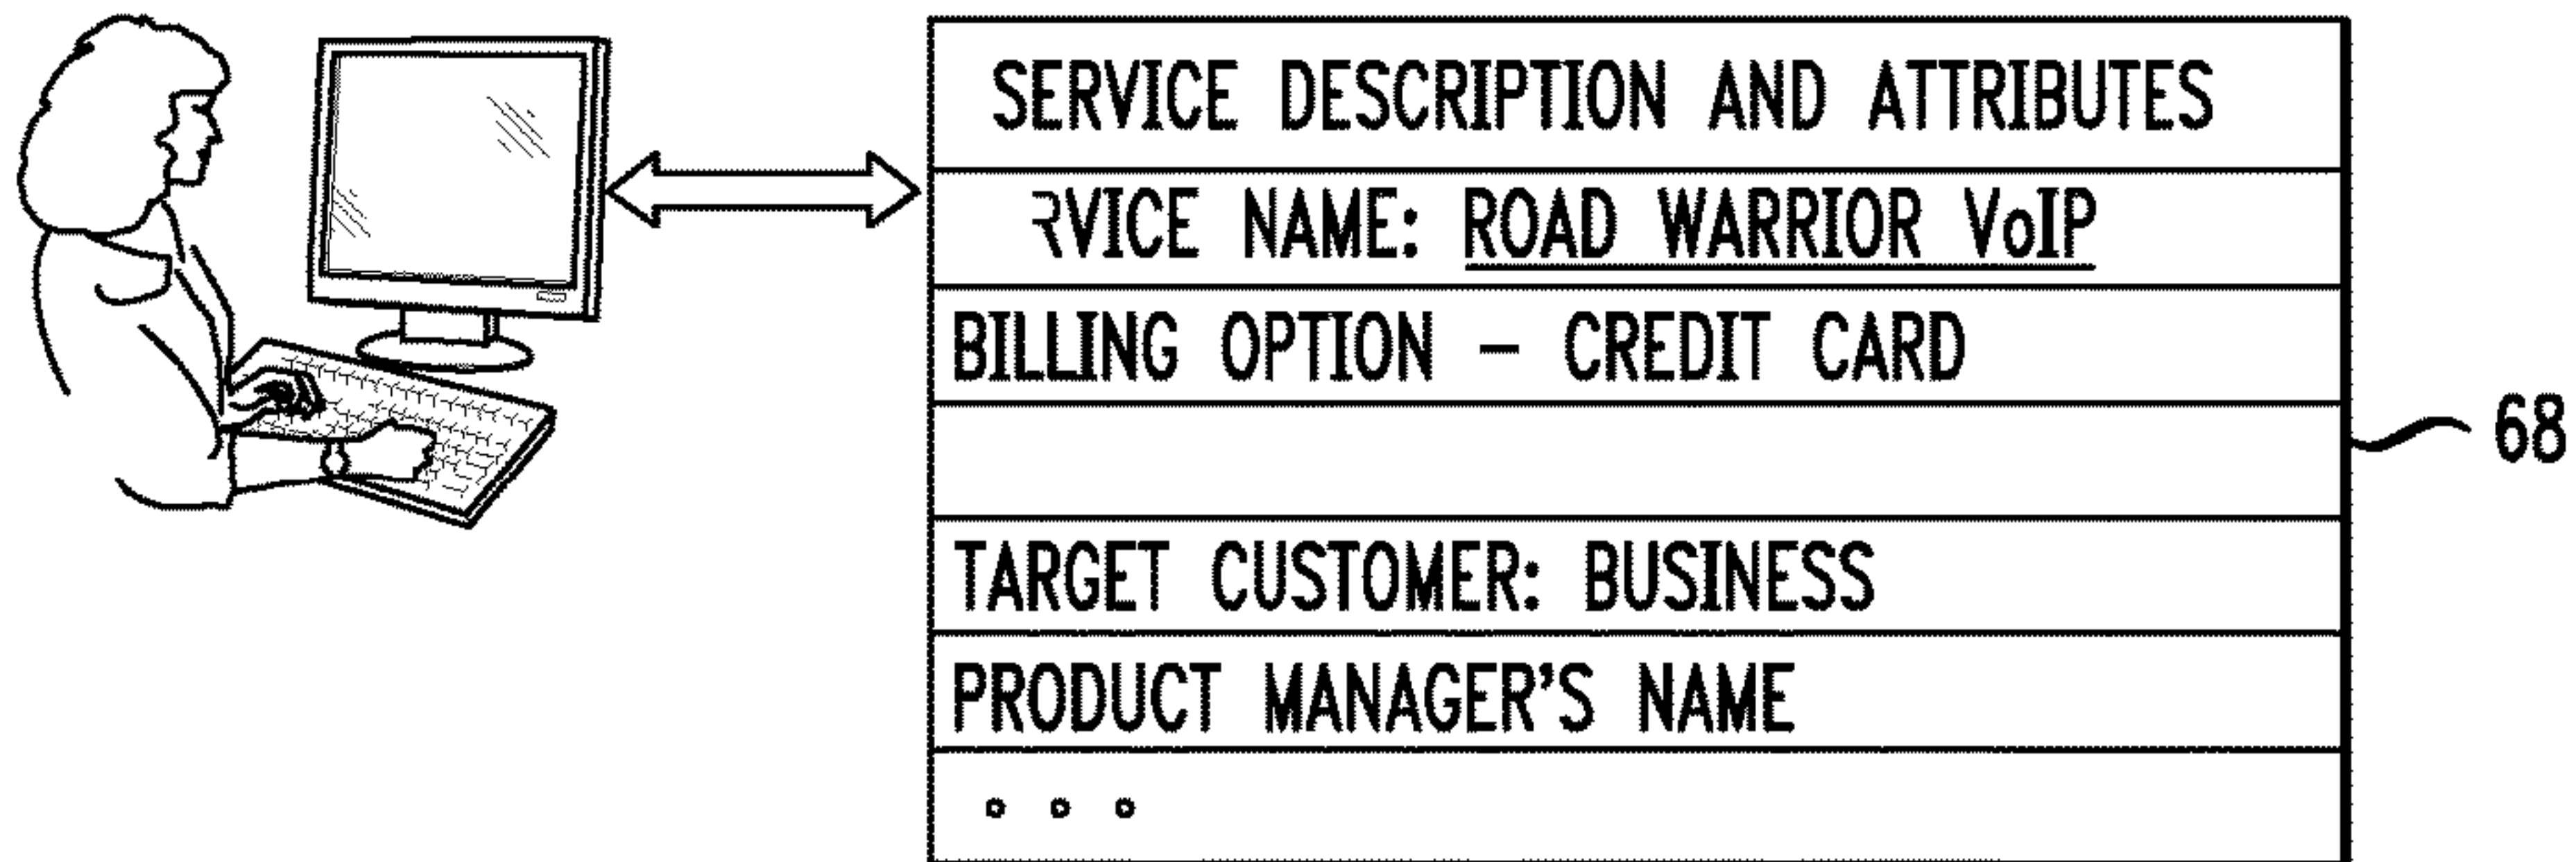 SERVICE DESCRIPTION AND ATTRIBUTES
RVICE NAME: ROAD WARRIOR VoIP
BILLING OPTION – CREDIT CARD
68
TARGET CUSTOMER: BUSINESS
PRODUCT MANAGER'S NAME